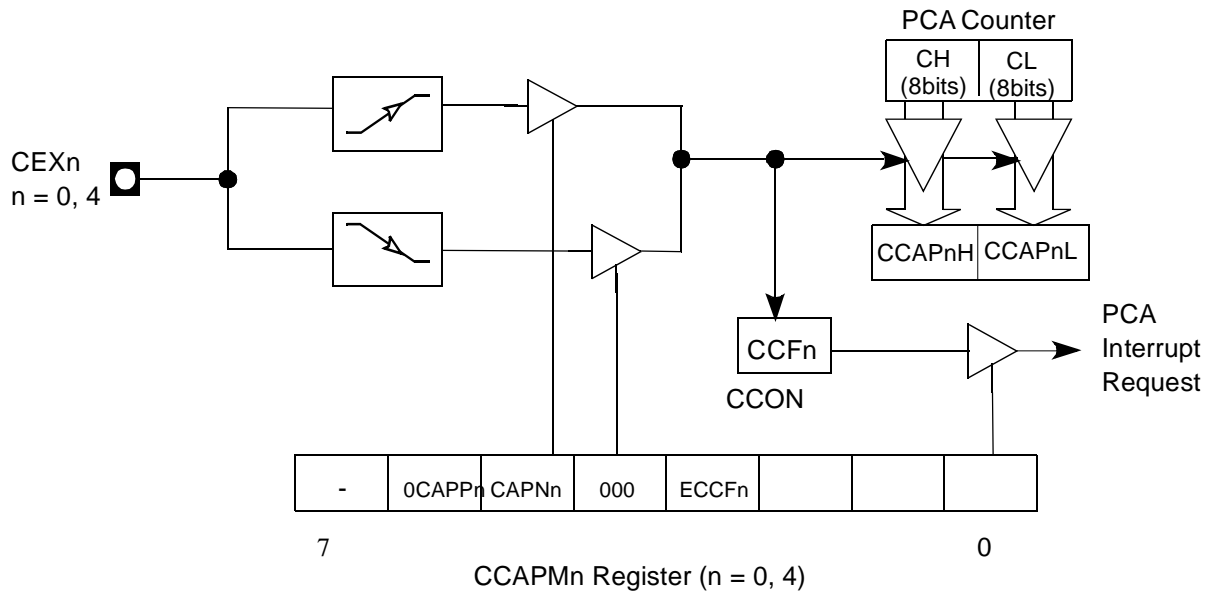 PCA Counter
CH
(8bits)
CL
(8bits)
CEXn
n = 0, 4
CCAPnH
CCAPnL
CCFn
CCON
PCA
Interrupt
Request
-
0CAPPn
CAPNn
000
ECCFn
7
0
CCAPMn Register (n = 0, 4)